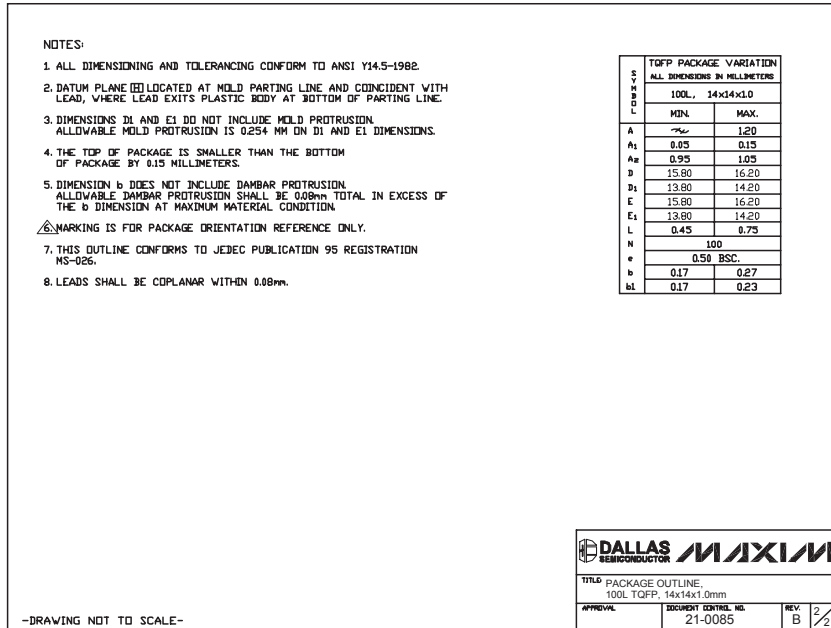 NOTES:
1. ALL DIMENSIONING AND TOLERANCING CONFORM TO ANSI Y14.5-1982.
2. DATUM PLANE H LOCATED AT MOLD PARTING LINE AND COINCIDENT WITH
LEAD, WHERE LEAD EXITS PLASTIC BODY AT BOTTOM OF PARTING LINE.
3. DIMENSIONS D1 AND E1 DO NOT INCLUDE MOLD PROTRUSION.
ALLOWABLE MOLD PROTRUSION IS 0.254 MM ON D1 AND E1 DIMENSIONS.
4. THE TOP OF PACKAGE IS SMALLER THAN THE BOTTOM
OF PACKAGE BY 0.15 MILLIMETERS.
5. DIMENSION b DOES NOT INCLUDE DAMBAR PROTRUSION.
ALLOWABLE DAMBAR PROTRUSION SHALL BE 0.08mm TOTAL IN EXCESS OF
THE b DIMENSION AT MAXIMUM MATERIAL CONDITION.
6. MARKING IS FOR PACKAGE ORIENTATION REFERENCE ONLY.
7. THIS OUTLINE CONFORMS TO JEDEC PUBLICATION 95 REGISTRATION
MS-026.
8. LEADS SHALL BE COPLANAR WITHIN 0.08mm.
SYMBOL
TQFP PACKAGE VARIATION
ALL DIMENSIONS IN MILLIMETERS
100L, 14x14x1.0
MIN. MAX.
A 1.20
A1 0.05 0.15
A2 0.95 1.05
D 15.80 16.20
D1 13.80 14.20
E 15.80 16.20
E1 13.80 14.20
L 0.45 0.75
N 100
e 0.50 BSC.
b 0.17 0.27
b1 0.17 0.23
-DRAWING NOT TO SCALE-
DALLAS
SEMICONDUCTOR
TITLE: PACKAGE OUTLINE,
100L TQFP, 14x14x1.0mm
APPROVAL DOCUMENT CONTROL NO. REV.
21-0085 B 2/2